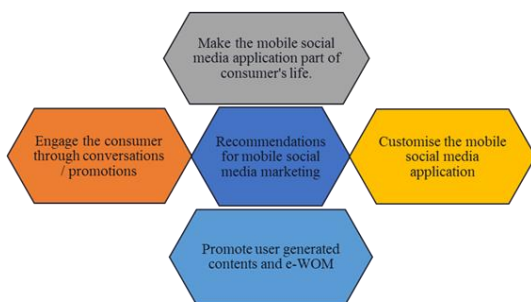 Make the mobile social
media application part of
consumer's life.
Engage the consumer
through conversations
/ promotions
Recommendations
for mobile social
media marketing
Customise the mobile
social media
application
Promote user generated
contents and e-WOM